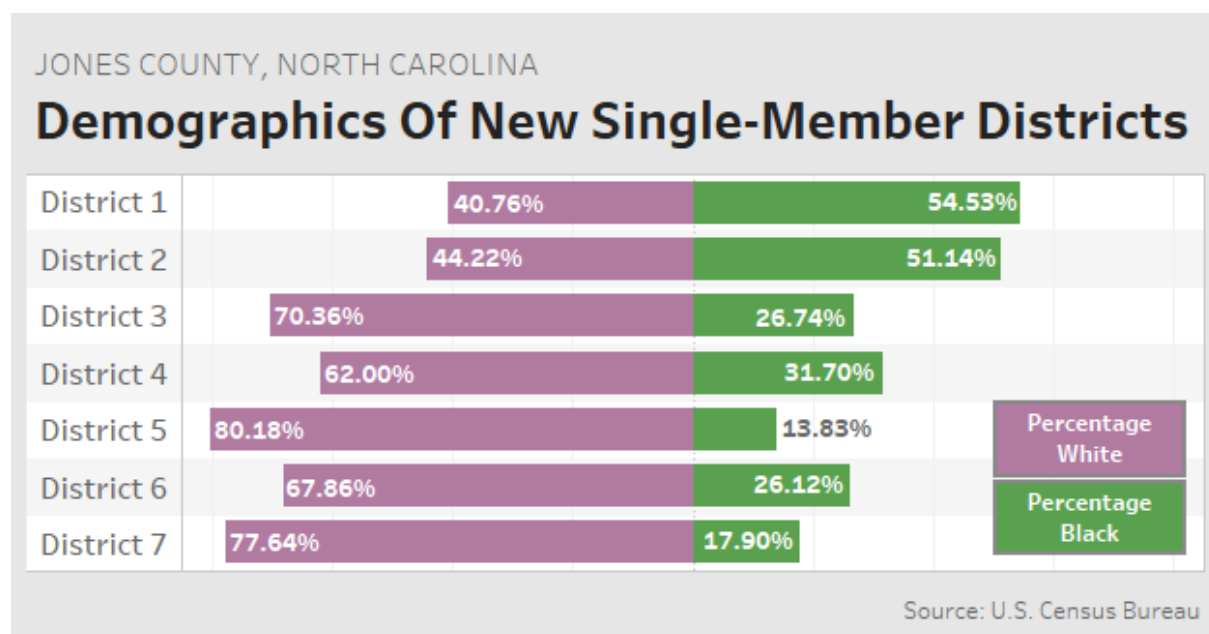 JONES COUNTY, NORTH CAROLINA
Demographics Of New Single-Member Districts
District 1 40.76% 54.53%
District 2 44.22% 51.14%
District 3 70.36% 26.74%
District 4 62.00% 31.70%
District 5 80.18% 13.83%
District 6 67.86% 26.12%
District 7 77.64% 17.90%
Percentage
White
Percentage
Black
Source: U.S. Census Bureau